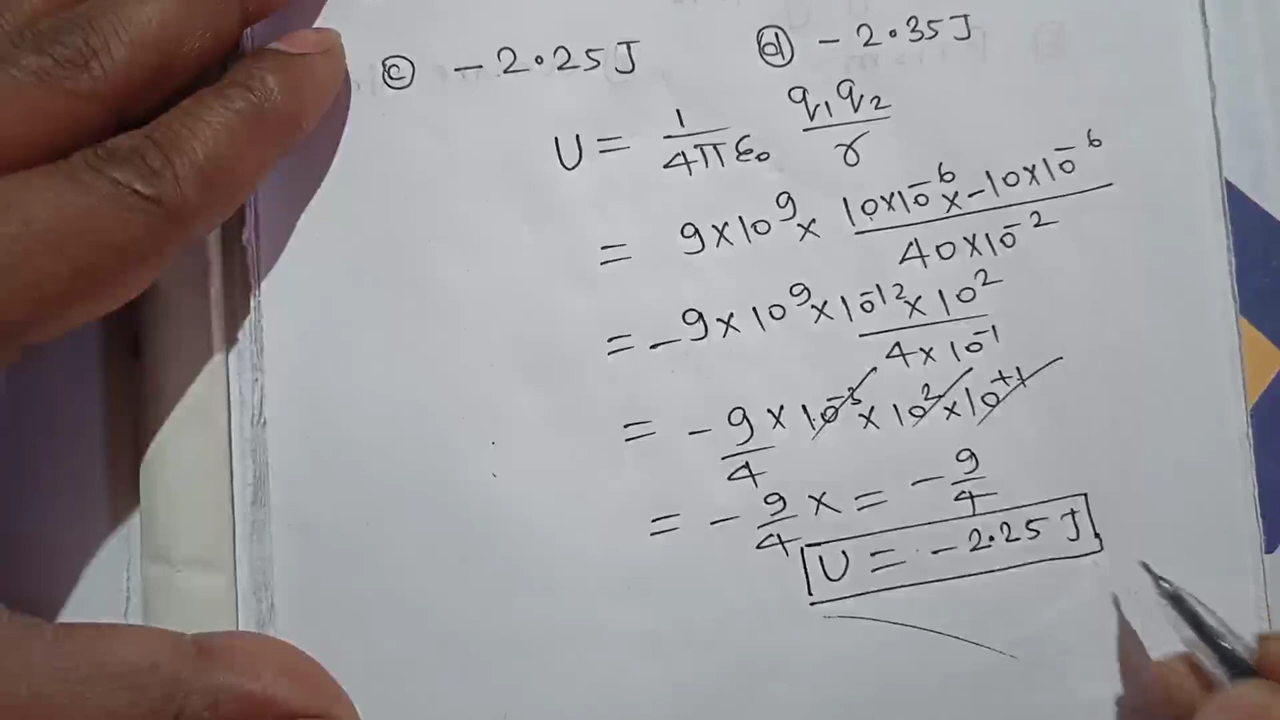 ⓒ -2.25J ⓓ -2.35J
U = 1/4πε₀ q₁q₂/r
= 9×10⁹ × 10×10⁻⁶ × -10×10⁻⁶ / 40×10⁻²
= -9×10⁹×10⁻¹²×10² / 4×10⁻¹
= -9/4 × 10⁻³ × 10² × 10⁺¹
= -9/4 × = -9/4
U = -2.25 J